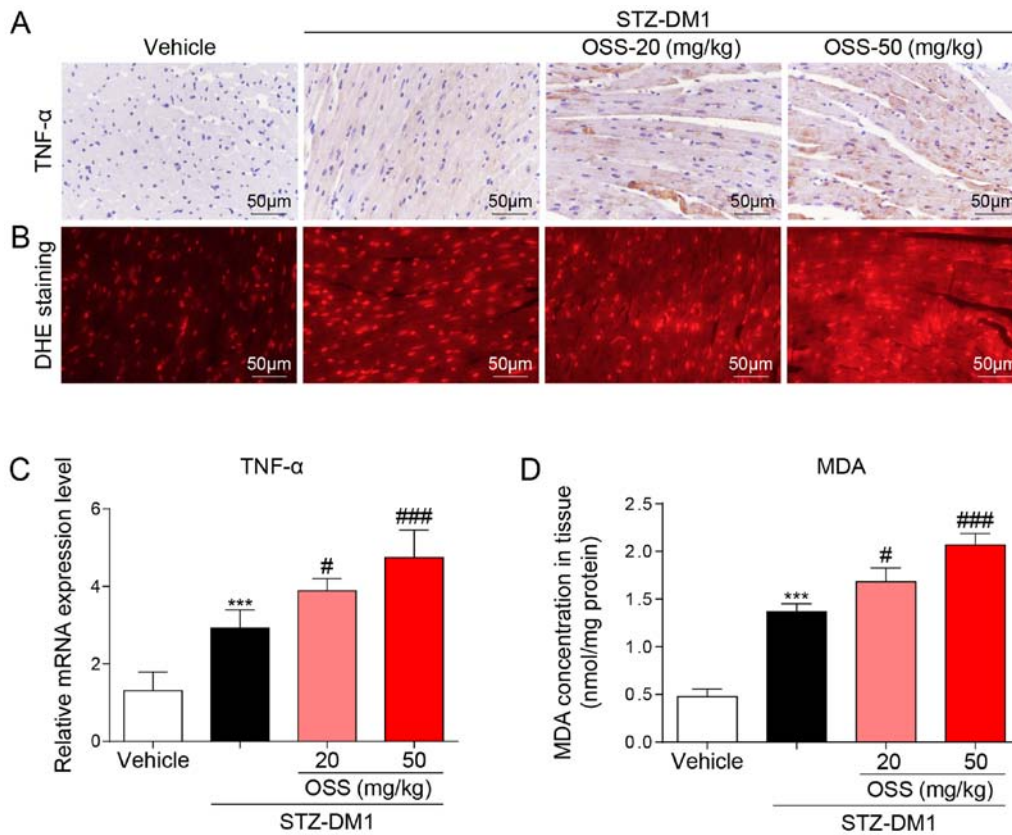 A
STZ-DM1
Vehicle
OSS-20 (mg/kg)
OSS-50 (mg/kg)
TNF-α
50μm
50μm
50μm
50μm
B
DHE staining
50μm
50μm
50μm
50μm
C
TNF-α
Relative mRNA expression level
6
4
2
0
***
#
###
Vehicle
20
50
OSS (mg/kg)
STZ-DM1
D
MDA
MDA concentration in tissue
(nmol/mg protein)
2.5
2.0
1.5
1.0
0.5
0.0
***
#
###
Vehicle
20
50
OSS (mg/kg)
STZ-DM1